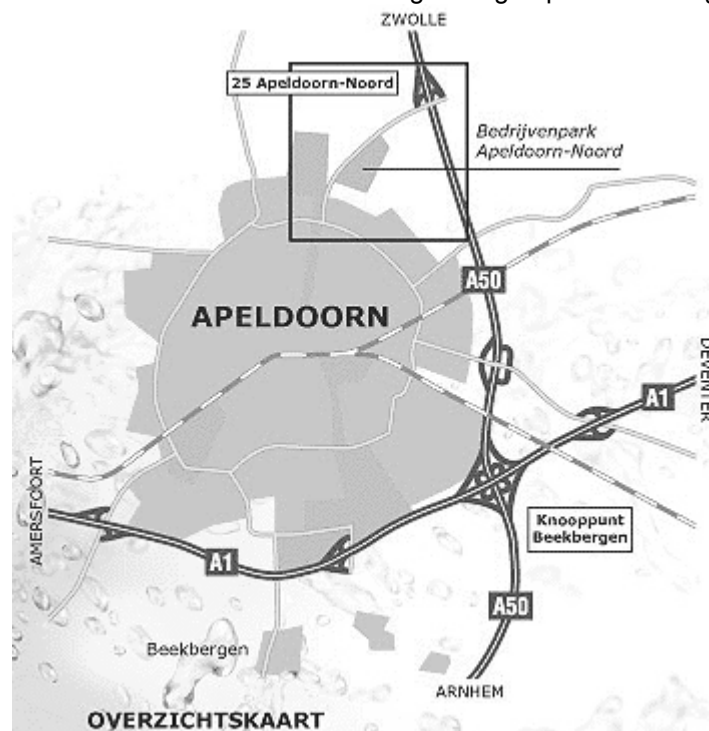 ZWOLLE
25 Apeldoorn-Noord
Bedrijvenpark
Apeldoorn-Noord
A50
APELDOORN
DEVENTER
A1
AMERSFOORT
Knooppunt
Beekbergen
A1
A50
Beekbergen
ARNHEM
OVERZICHTSKAART